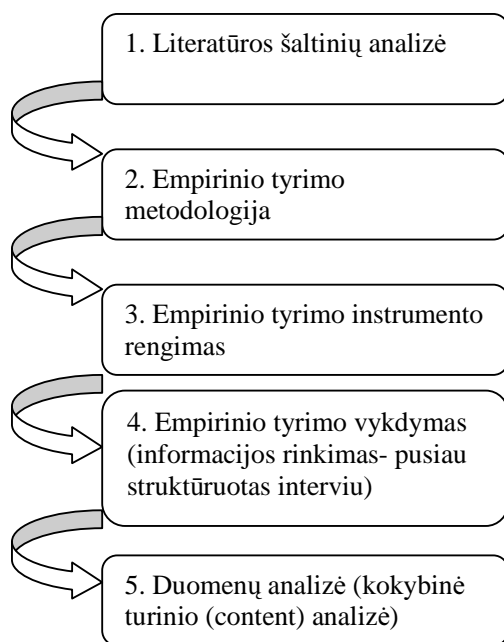 1. Literatūros šaltinių analizė
2. Empirinio tyrimo
metodologija
3. Empirinio tyrimo instrumento
rengimas
4. Empirinio tyrimo vykdymas
(informacijos rinkimas- pusiau
struktūruotas interviu)
5. Duomenų analizė (kokybinė
turinio (content) analizė)